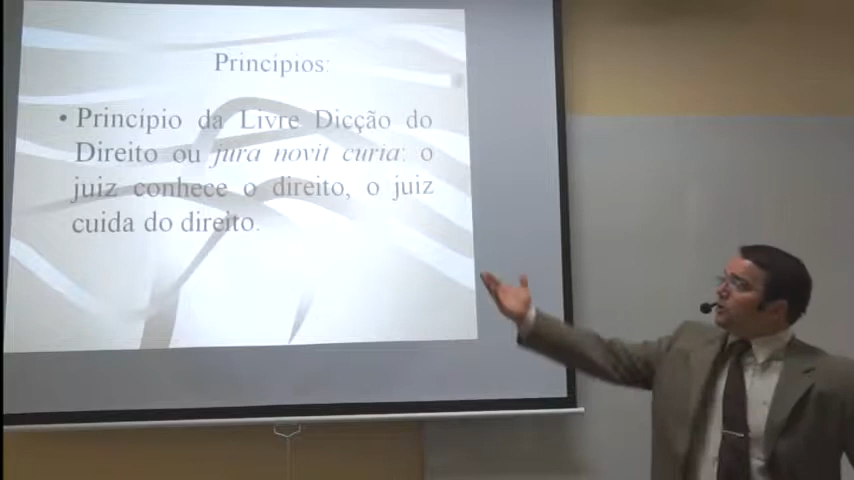 Princípios:
• Princípio da Livre Dicção do
Direito ou jura novit curia: o
juiz conhece o direito, o juiz
cuida do direito.